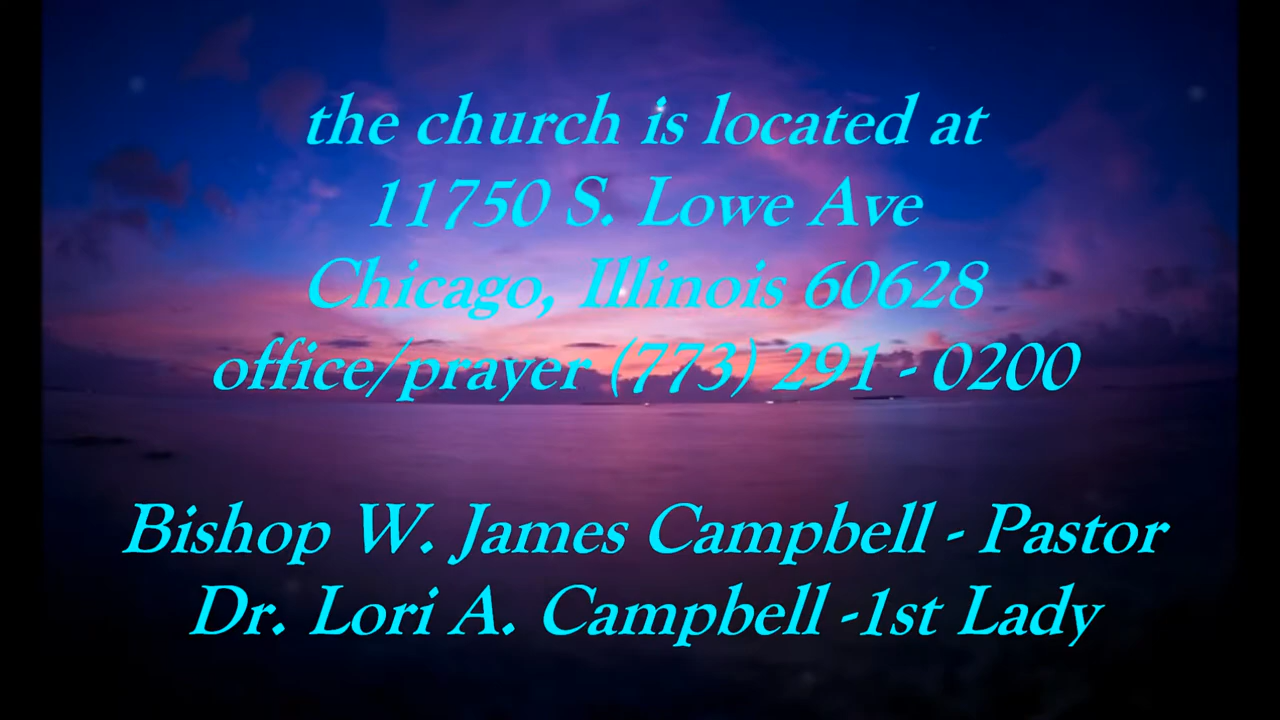 the church is located at
11750 S. Lowe Ave
Chicago, Illinois 60628
office/prayer (773) 291 - 0200
Bishop W. James Campbell - Pastor
Dr. Lori A. Campbell -1st Lady